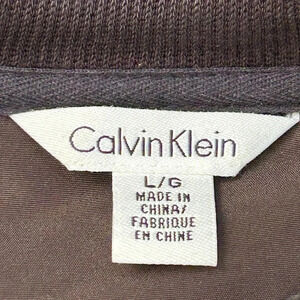 Calvin Klein
L/G
MADE IN
CHINA/
FABRIQUE
EN CHINE